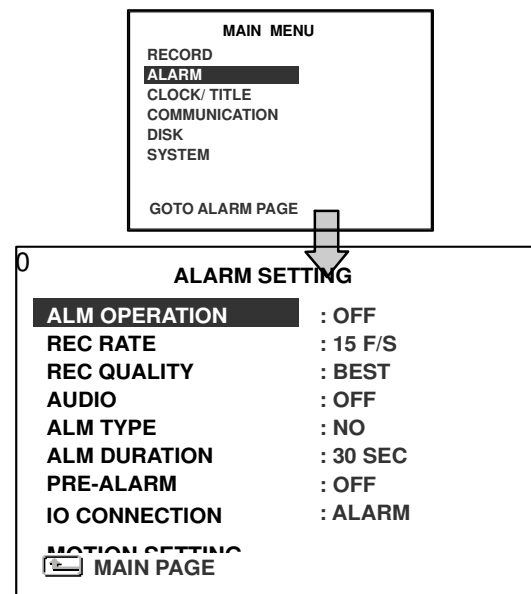 MAIN MENU
RECORD
ALARM
CLOCK/ TITLE
COMMUNICATION
DISK
SYSTEM
GOTO ALARM PAGE
0
ALARM SETTING
ALM OPERATION : OFF
REC RATE : 15 F/S
REC QUALITY : BEST
AUDIO : OFF
ALM TYPE : NO
ALM DURATION : 30 SEC
PRE-ALARM : OFF
IO CONNECTION : ALARM
MOTION SETTING
MAIN PAGE